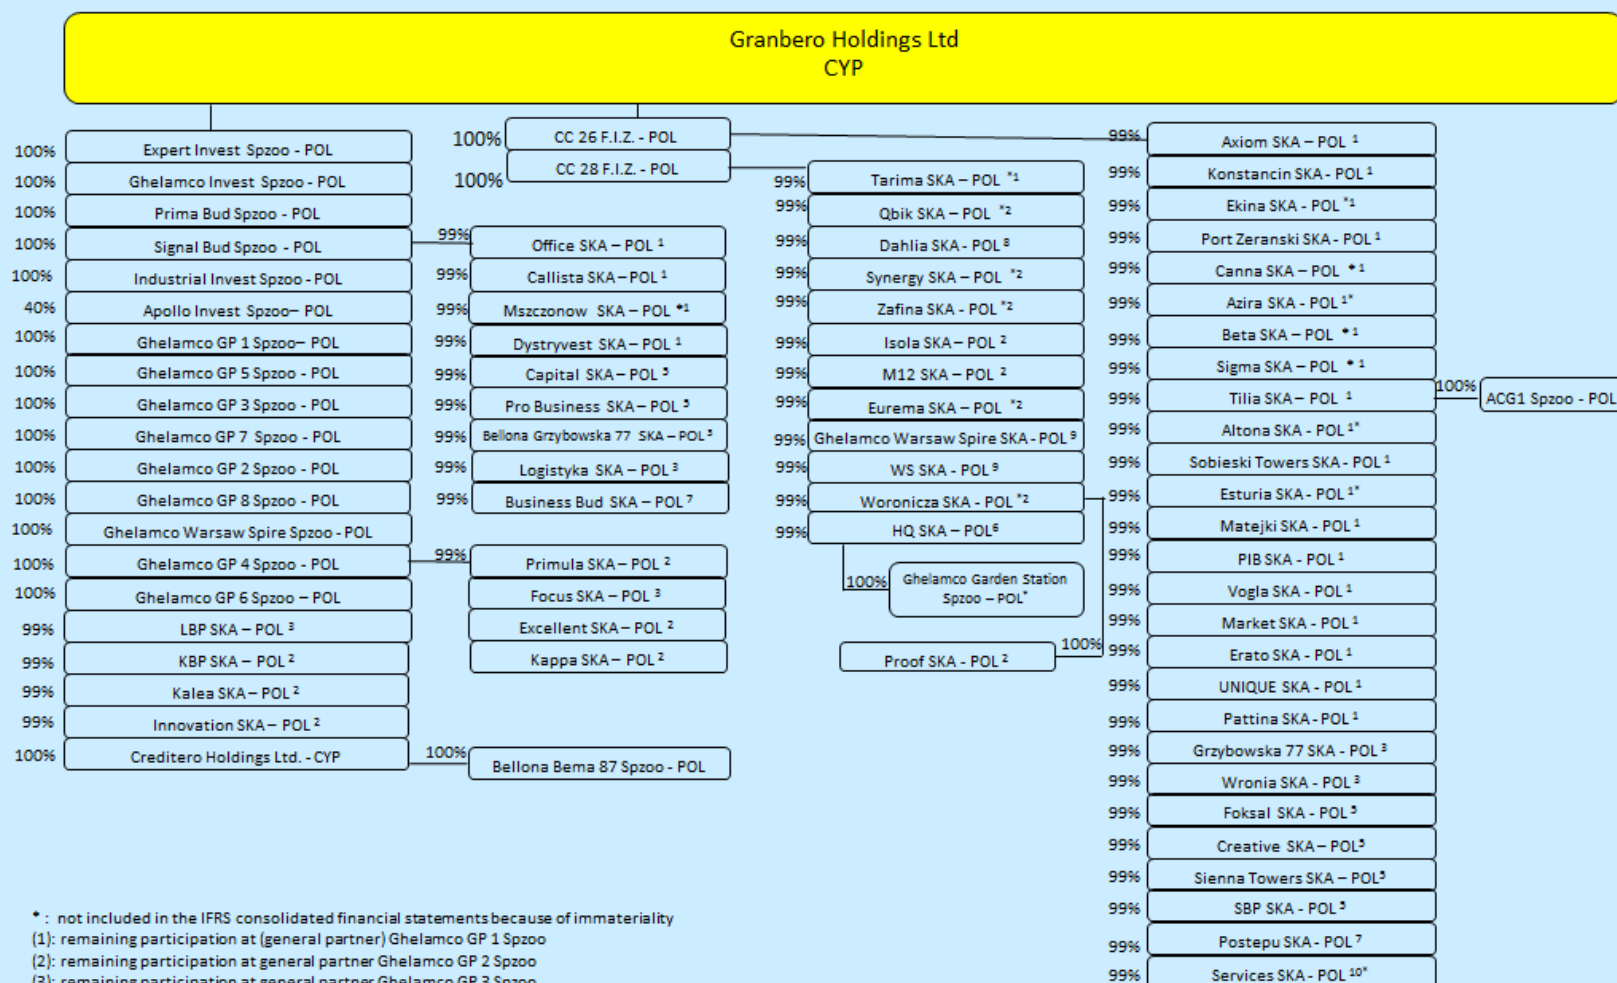 Granbero Holdings Ltd
CYP
100% Expert Invest Spzoo - POL
100% Ghelamco Invest Spzoo - POL
100% Prima Bud Spzoo - POL
100% Signal Bud Spzoo - POL
100% Industrial Invest Spzoo - POL
40% Apollo Invest Spzoo– POL
100% Ghelamco GP 1 Spzoo– POL
100% Ghelamco GP 5 Spzoo - POL
100% Ghelamco GP 3 Spzoo - POL
100% Ghelamco GP 7 Spzoo - POL
100% Ghelamco GP 2 Spzoo - POL
100% Ghelamco GP 8 Spzoo - POL
100% Ghelamco Warsaw Spire Spzoo - POL
100% Ghelamco GP 4 Spzoo - POL
100% Ghelamco GP 6 Spzoo – POL
99% LBP SKA – POL 3
99% KBP SKA – POL 2
99% Kalea SKA – POL 2
99% Innovation SKA – POL 2
100% Creditero Holdings Ltd. - CYP
100% CC 26 F.I.Z. - POL
100% CC 28 F.I.Z. - POL
99% Office SKA – POL 1
99% Callista SKA – POL 1
99% Mszczonow SKA – POL *1
99% Dystryvest SKA – POL 1
99% Capital SKA – POL 5
99% Pro Business SKA – POL 5
99% Bellona Grzybowska 77 SKA – POL 3
99% Logistyka SKA – POL 3
99% Business Bud SKA – POL 7
99% Primula SKA – POL 2
Focus SKA – POL 3
Excellent SKA – POL 2
Kappa SKA – POL 2
100% Bellona Bema 87 Spzoo - POL
99% Tarima SKA – POL *1
99% Qbik SKA – POL *2
99% Dahlia SKA - POL 8
99% Synergy SKA – POL *2
99% Zafina SKA - POL *2
99% Isola SKA – POL 2
99% M12 SKA – POL 2
99% Eurema SKA – POL *2
99% Ghelamco Warsaw Spire SKA - POL 9
99% WS SKA - POL 9
99% Woronicza SKA - POL *2
99% HQ SKA – POL 6
100% Ghelamco Garden Station
Spzoo – POL*
Proof SKA - POL 2 100%
99% Axiom SKA – POL 1
99% Konstancin SKA - POL 1
99% Ekina SKA - POL *1
99% Port Zeranski SKA - POL 1
99% Canna SKA – POL *1
99% Azira SKA - POL 1*
99% Beta SKA – POL *1
99% Sigma SKA – POL *1
99% Tilia SKA – POL 1
100% ACG1 Spzoo - POL
99% Altona SKA - POL 1*
99% Sobieski Towers SKA - POL 1
99% Esturia SKA - POL 1*
99% Matejki SKA - POL 1
99% PIB SKA - POL 1
99% Vogla SKA - POL 1
99% Market SKA - POL 1
99% Erato SKA - POL 1
99% UNIQUE SKA - POL 1
99% Pattina SKA - POL 1
99% Grzybowska 77 SKA - POL 3
99% Wronia SKA - POL 3
99% Foksal SKA - POL 5
99% Creative SKA – POL 5
99% Sienna Towers SKA – POL 5
99% SBP SKA - POL 5
99% Postepu SKA - POL 7
99% Services SKA - POL 10*
* : not included in the IFRS consolidated financial statements because of immateriality
(1): remaining participation at (general partner) Ghelamco GP 1 Spzoo
(2): remaining participation at general partner Ghelamco GP 2 Spzoo
(3): remaining participation at general partner Ghelamco GP 3 Spzoo